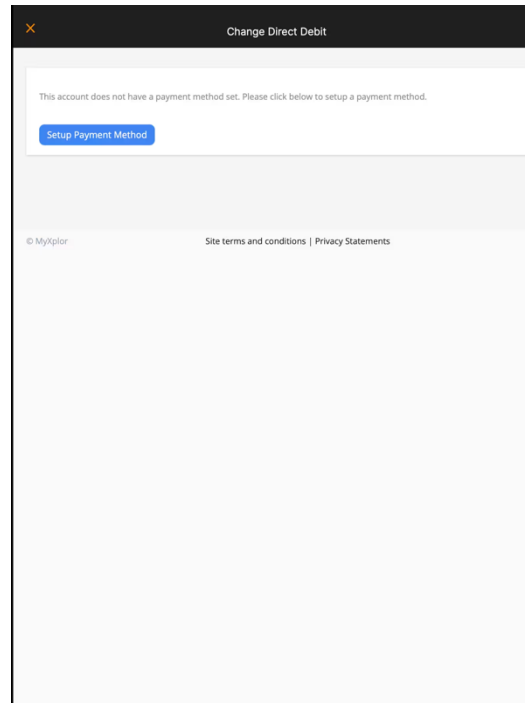 Change Direct Debit
This account does not have a payment method set. Please click below to setup a payment method.
Setup Payment Method
© MyXplor
Site terms and conditions | Privacy Statements